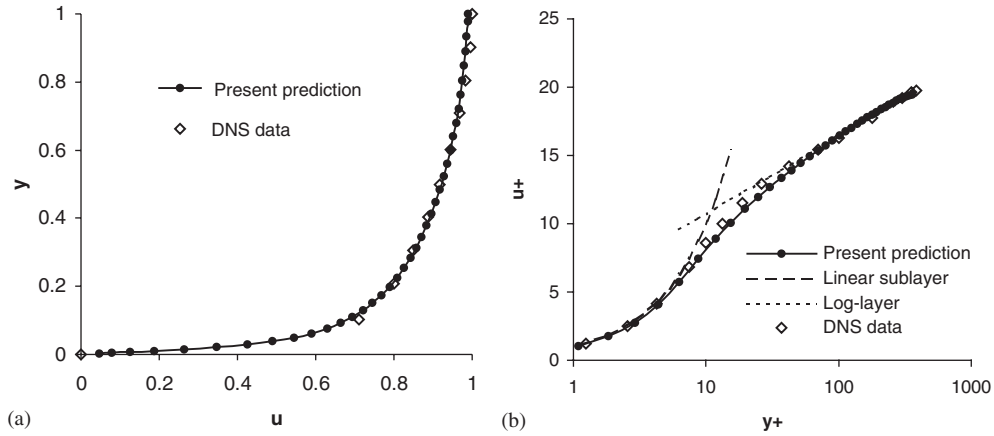 1
0.8
0.6
0.4
0.2
0
y
Present prediction
DNS data
0
0.2
0.4
0.6
0.8
1
u
(a)
25
20
15
10
5
0
u+
Present prediction
Linear sublayer
Log-layer
DNS data
1
10
100
1000
y+
(b)